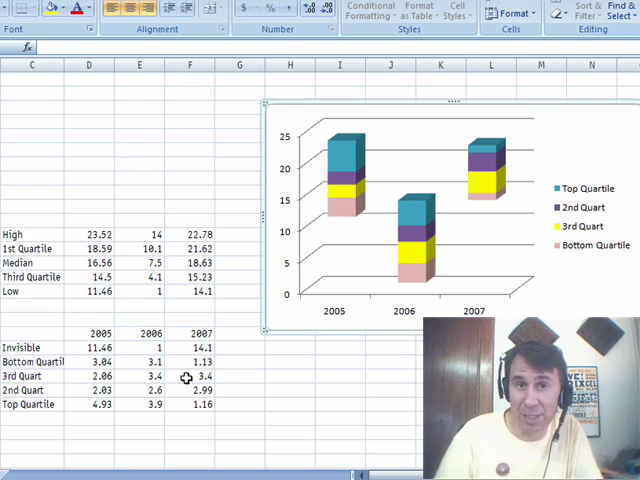 Font
Alignment
Number
Conditional Formatting
Format as Table
Cell Styles
Styles
Format
Cells
Sort & Filter
Find & Select
Editing
fx
C D E F G H I J K L M N
High 23.52 14 22.78
1st Quartile 18.59 10.1 21.62
Median 16.56 7.5 18.63
Third Quartile 14.5 4.1 15.23
Low 11.46 1 14.1
2005 2006 2007
Invisible 11.46 1 14.1
Bottom Quartil 3.04 3.1 1.13
3rd Quart 2.06 3.4 3.4
2nd Quart 2.03 2.6 2.99
Top Quartile 4.93 3.9 1.16
25
20
15
10
5
0
2005 2006 2007
Top Quartile
2nd Quart
3rd Quart
Bottom Quartile